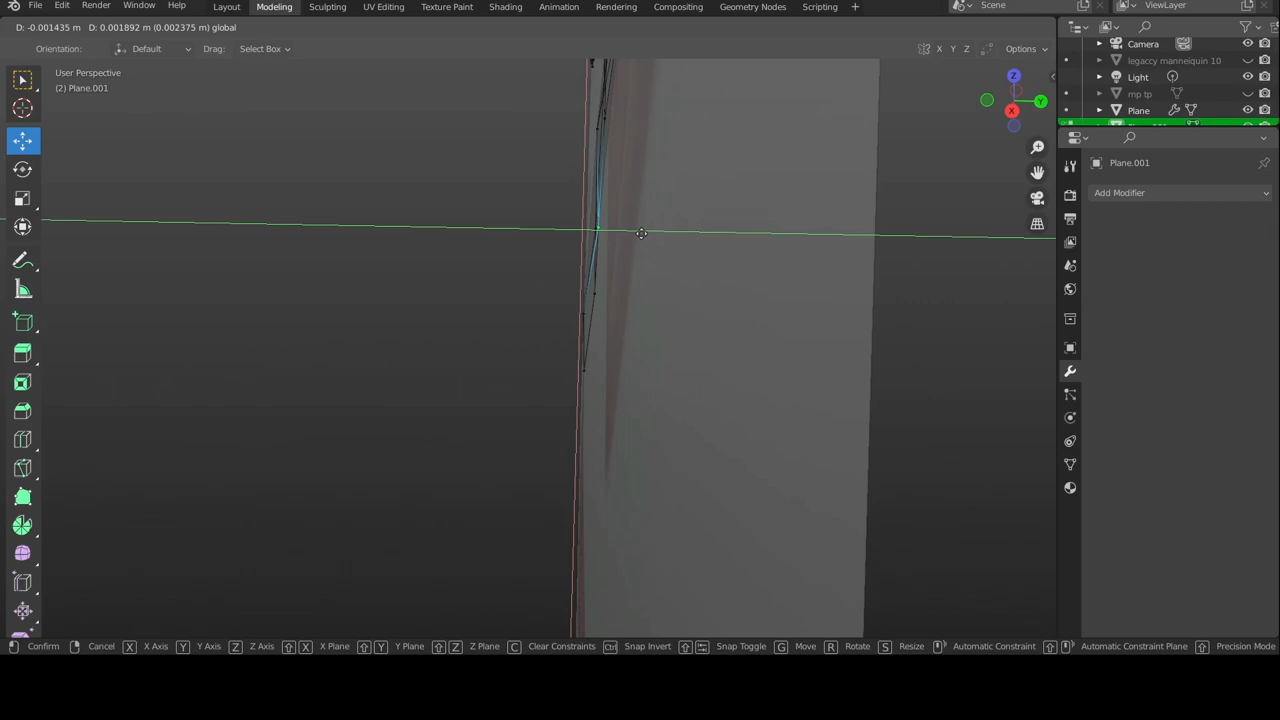 File Edit Render Window Help Layout Modeling Sculpting UV Editing Texture Paint Shading Animation Rendering Compositing Geometry Nodes Scripting + Scene ViewLayer
D: -0.001435 m D: 0.001892 m (0.002375 m) global
Orientation: Default Drag: Select Box X Y Z Options
User Perspective
(2) Plane.001
Z
Y
X
Camera
legaccy mannequin 10
Light
mp tp
Plane
Plane.001
Add Modifier
Confirm Cancel X X Axis Y Y Axis Z Z Axis X X Plane Y Y Plane Z Z Plane C Clear Constraints Ctrl Snap Invert Snap Toggle G Move R Rotate S Resize Automatic Constraint Automatic Constraint Plane Precision Mode